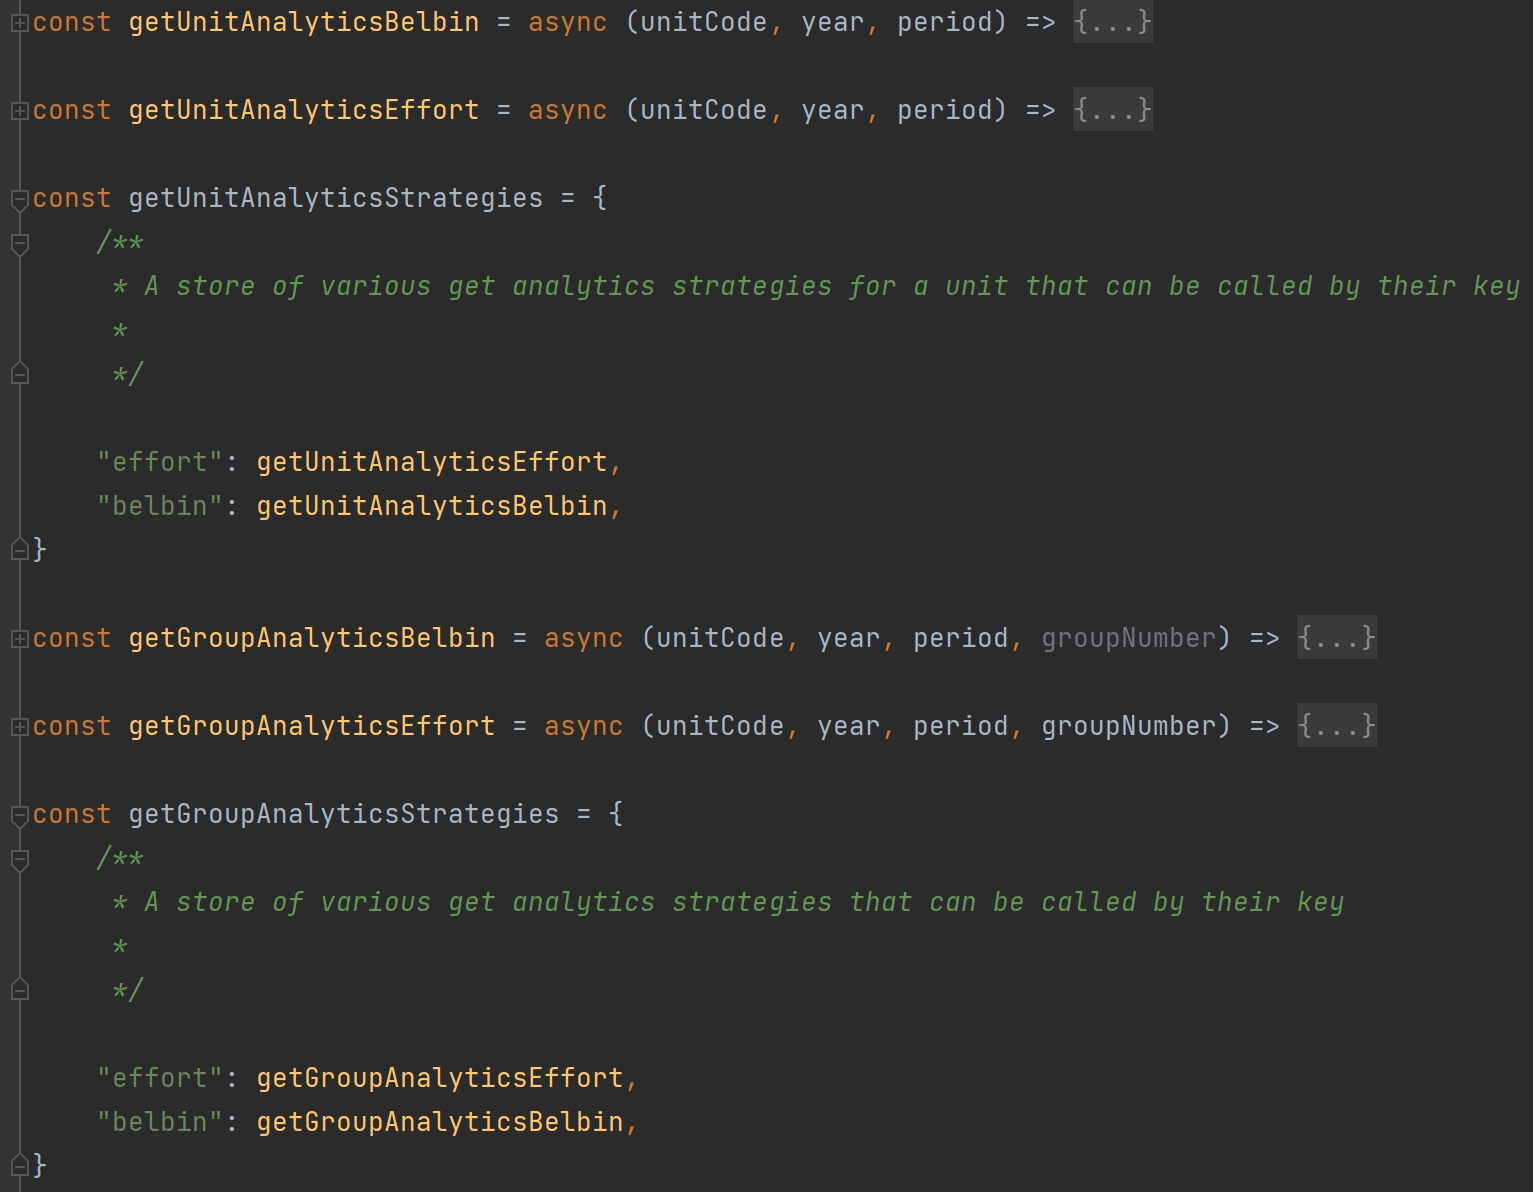 const getUnitAnalyticsBelbin = async (unitCode, year, period) => {...}
const getUnitAnalyticsEffort = async (unitCode, year, period) => {...}
const getUnitAnalyticsStrategies = {
/**
* A store of various get analytics strategies for a unit that can be called by their key
*
*/
"effort": getUnitAnalyticsEffort,
"belbin": getUnitAnalyticsBelbin,
}
const getGroupAnalyticsBelbin = async (unitCode, year, period, groupNumber) => {...}
const getGroupAnalyticsEffort = async (unitCode, year, period, groupNumber) => {...}
const getGroupAnalyticsStrategies = {
/**
* A store of various get analytics strategies that can be called by their key
*
*/
"effort": getGroupAnalyticsEffort,
"belbin": getGroupAnalyticsBelbin,
}